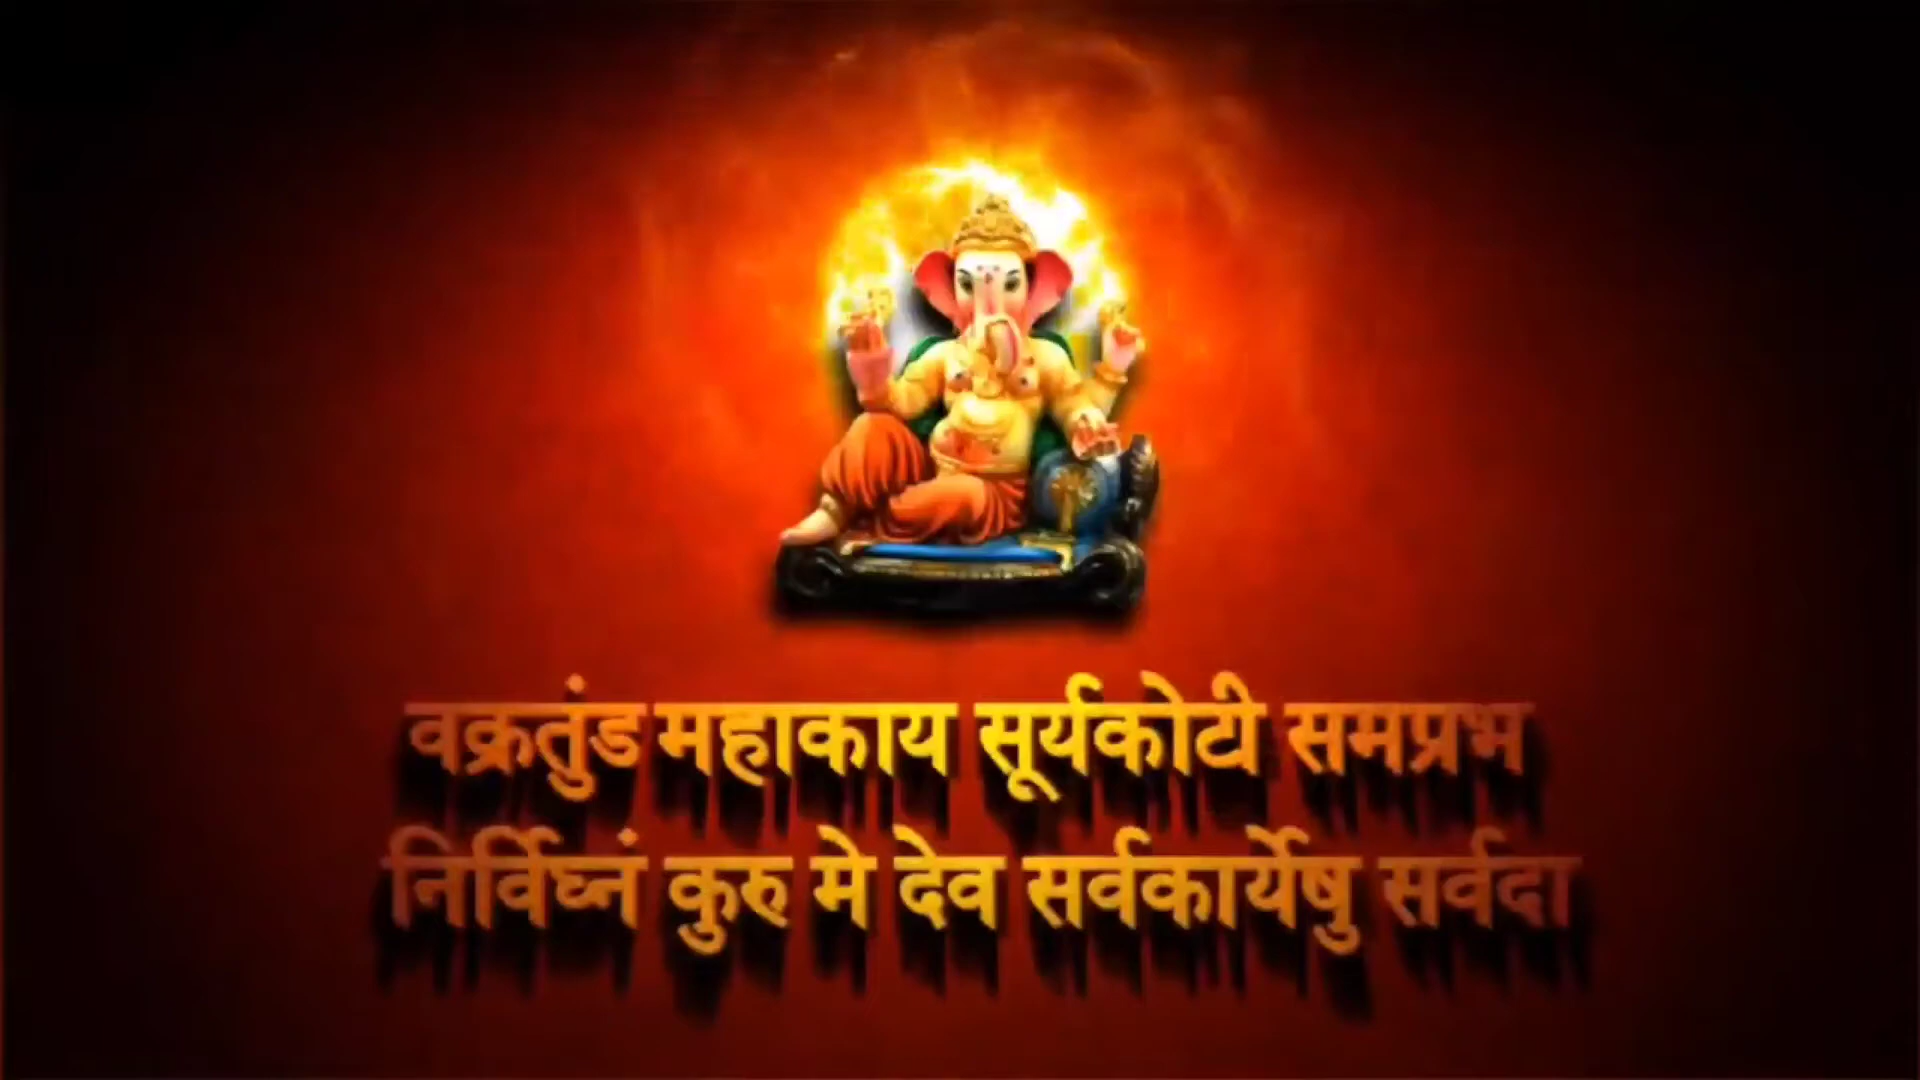 वक्रतुंड महाकाय सूर्यकोटी समप्रभ
निर्विघ्नं कुरु मे देव सर्वकार्येषु सर्वदा